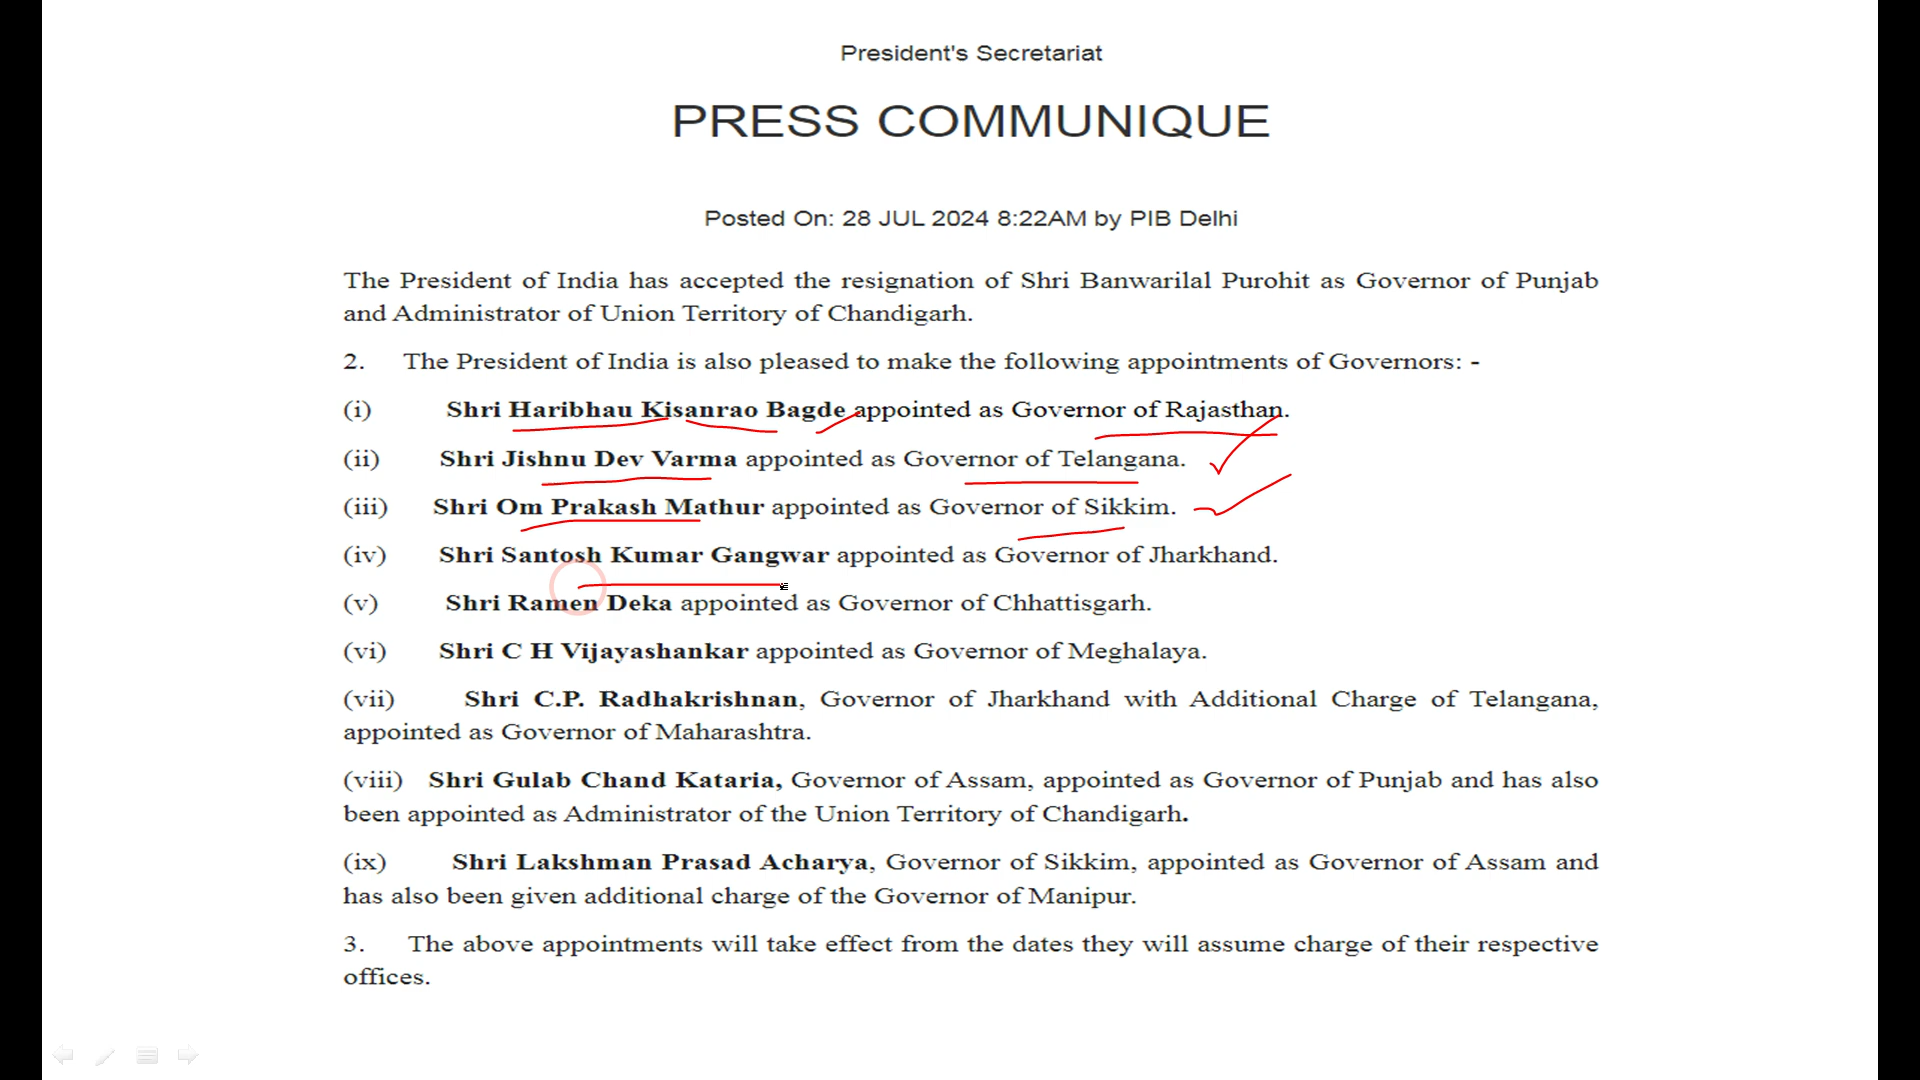 President's Secretariat
PRESS COMMUNIQUE
Posted On: 28 JUL 2024 8:22AM by PIB Delhi
The President of India has accepted the resignation of Shri Banwarilal Purohit as Governor of Punjab
and Administrator of Union Territory of Chandigarh.
2. The President of India is also pleased to make the following appointments of Governors: -
(i) Shri Haribhau Kisanrao Bagde appointed as Governor of Rajasthan.
(ii) Shri Jishnu Dev Varma appointed as Governor of Telangana.
(iii) Shri Om Prakash Mathur appointed as Governor of Sikkim.
(iv) Shri Santosh Kumar Gangwar appointed as Governor of Jharkhand.
(v) Shri Ramen Deka appointed as Governor of Chhattisgarh.
(vi) Shri C H Vijayashankar appointed as Governor of Meghalaya.
(vii) Shri C.P. Radhakrishnan, Governor of Jharkhand with Additional Charge of Telangana,
appointed as Governor of Maharashtra.
(viii) Shri Gulab Chand Kataria, Governor of Assam, appointed as Governor of Punjab and has also
been appointed as Administrator of the Union Territory of Chandigarh.
(ix) Shri Lakshman Prasad Acharya, Governor of Sikkim, appointed as Governor of Assam and
has also been given additional charge of the Governor of Manipur.
3. The above appointments will take effect from the dates they will assume charge of their respective
offices.